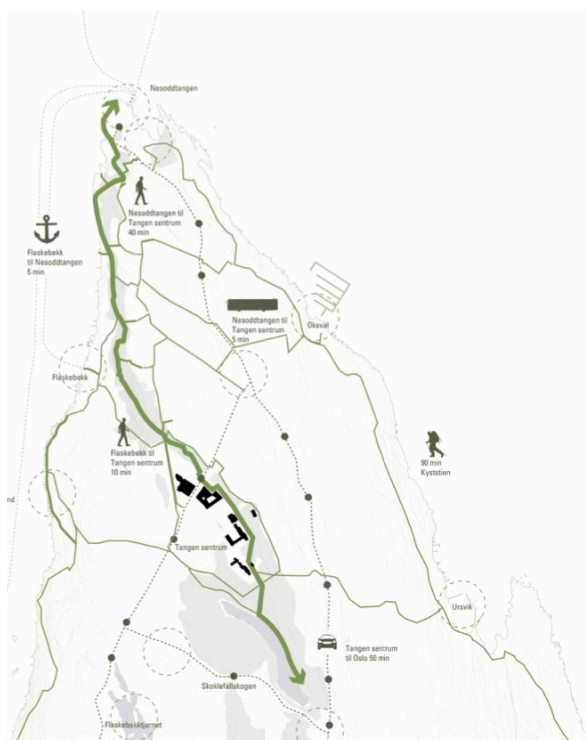 Nesoddtangen
Nesoddtangen til
Tangen sentrum
40 min
Flaskebekk
til Nesoddtangen
5 min
Nesoddtangen til
Tangen sentrum
5 min
Oksval
Flaskebekk
Flaskebekk til
Tangen sentrum
10 min
90 min
Kyststien
nd
Tangen sentrum
Ursvik
Tangen sentrum
til Oslo 50 min
Skoklefallskogen
Flaskebekktjernet